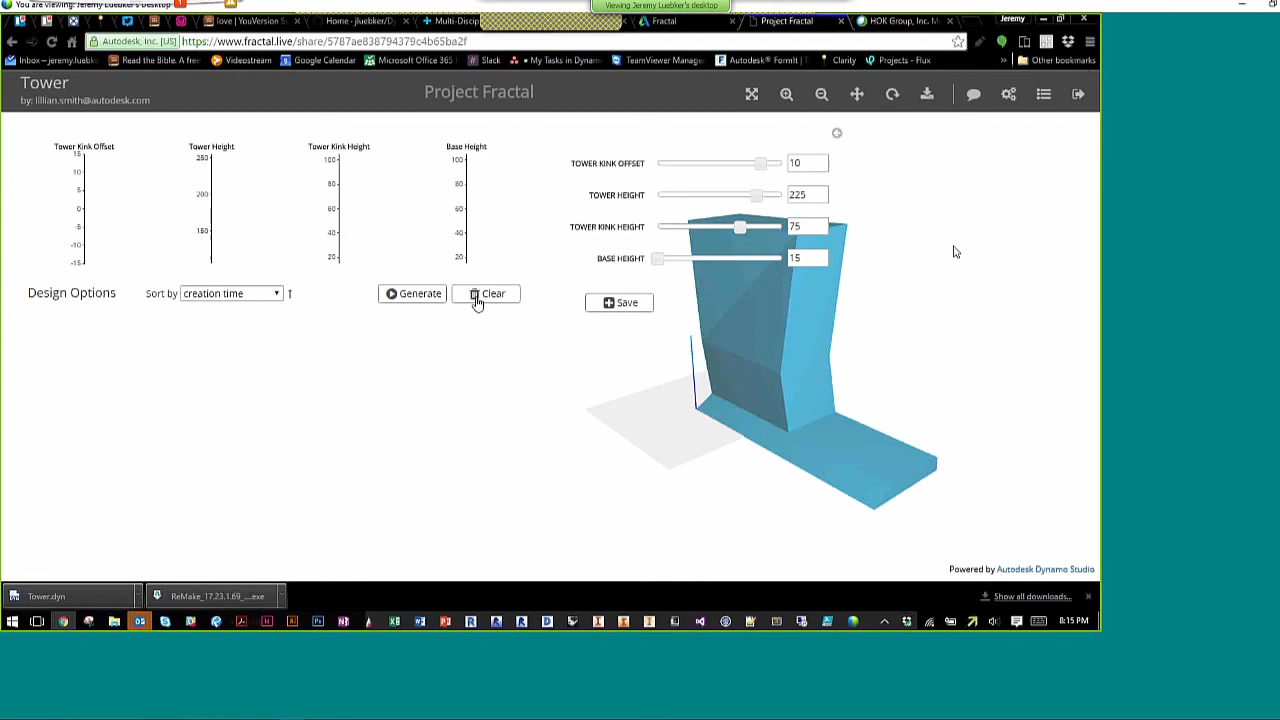 You are viewing: Jeremy Luebker's desktop
Viewing Jeremy Luebker's desktop
love | YouVersion
Home - jluebker/D
Multi-Discip
Fractal
Project Fractal
HOK Group, Inc. M
Jeremy
Autodesk, Inc. [US]
https://www.fractal.live/share/5787ae838794379c4b65ba2f
Inbox – jeremy.luebk
Read the Bible. A free
Videostream
Google Calendar
Microsoft Office 365
Slack
My Tasks in Dynam
TeamViewer Manage
Autodesk® FormIt
Clarity
Projects - Flux
»
Other bookmarks
Tower
by: lillian.smith@autodesk.com
Project Fractal
Tower Kink Offset
Tower Height
Tower Kink Height
Base Height
15
10
5
0
-5
-10
-15
250
200
150
100
80
60
40
20
100
80
60
40
20
TOWER KINK OFFSET 10
TOWER HEIGHT 225
TOWER KINK HEIGHT 75
BASE HEIGHT 15
Design Options
Sort by creation time
Generate
Clear
Save
Powered by Autodesk Dynamo Studio
Tower.dyn
ReMake_17.23.1.69_....exe
Show all downloads...
8:15 PM